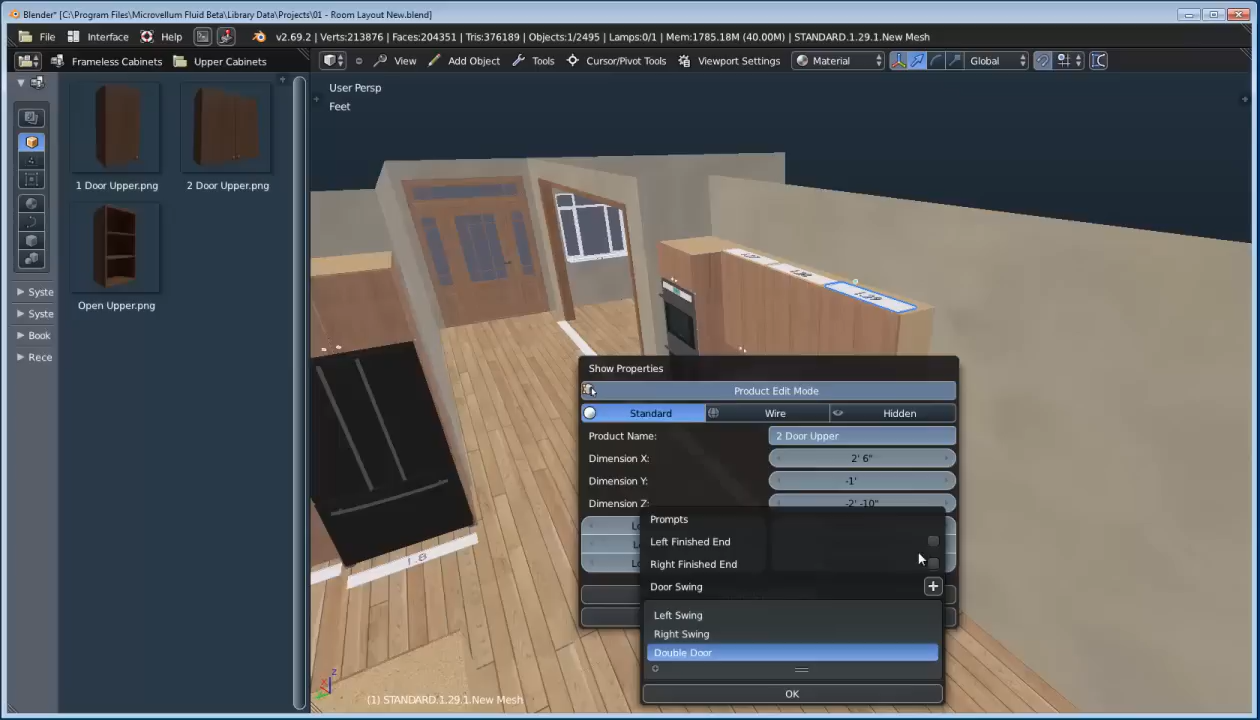 Blender* [C:\Program Files\Microvellum Fluid Beta\Library Data\Projects\01 - Room Layout New.blend]
File Interface Help v2.69.2 | Verts:213876 | Faces:204351 | Tris:376189 | Objects:1/2495 | Lamps:0/1 | Mem:1785.18M (40.00M) | STANDARD.1.29.1.New Mesh
Frameless Cabinets Upper Cabinets View Add Object Tools Cursor/Pivot Tools Viewport Settings Material Global
User Persp
Feet
1 Door Upper.png 2 Door Upper.png
Open Upper.png
Syste
Syste
Book
Rece
1.8
Show Properties
Product Edit Mode
Standard Wire Hidden
Product Name: 2 Door Upper
Dimension X: 2' 6"
Dimension Y: -1'
Dimension Z: -2' -10"
Prompts
Left Finished End
Right Finished End
Door Swing
Left Swing
Right Swing
Double Door
OK
(1) STANDARD.1.29.1.New Mesh